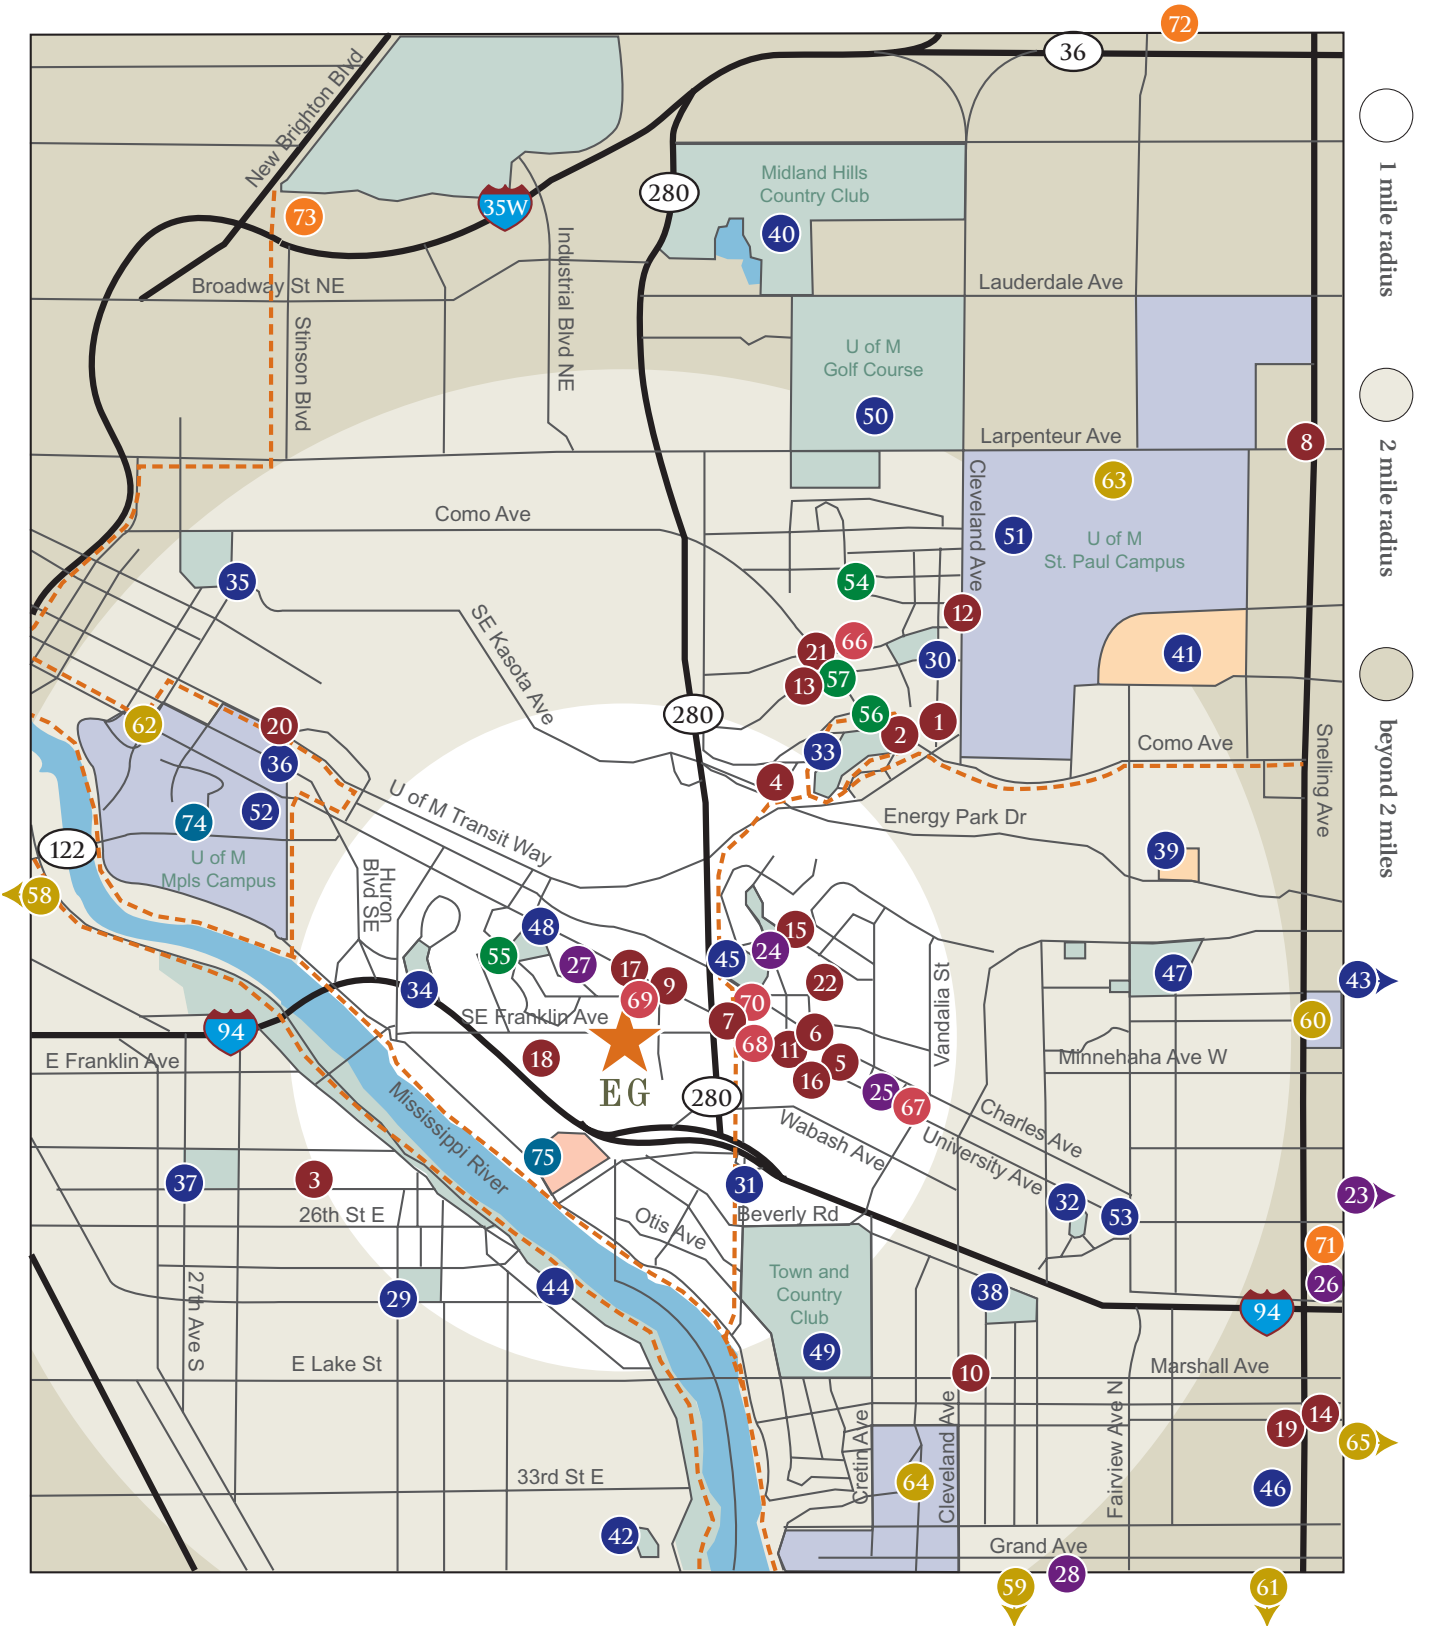 72
36
New Brighton Blvd
1 mile radius
Midland Hills
Country Club
280
35W
73
40
Industrial Blvd NE
Broadway St NE
Lauderdale Ave
Stinson Blvd
U of M
Golf Course
50
2 mile radius
Larpenteur Ave
8
Cleveland Ave
63
Como Ave
51
U of M
St. Paul Campus
35
54
SE Kasota Ave
12
66
21
30
41
57
13
62
20
280
56
1
2
33
Como Ave
Snelling Ave
beyond 2 miles
36
4
U of M Transit Way
52
74
Energy Park Dr
122
39
U of M
Mpls Campus
Huron
Blvd SE
58
48
15
24
55
27
17
45
47
43
34
9
22
69
70
Vandalia St
SE Franklin Ave
7
60
94
6
68
11
E Franklin Ave
18
5
Minnehaha Ave W
16
EG
280
25
67
Mississippi River
Charles Ave
Wabash Ave
University Ave
75
37
3
31
32
23
26th St E
Otis Ave
Beverly Rd
53
71
27th Ave S
Town and
Country
Club
44
29
38
26
94
49
E Lake St
Marshall Ave
10
Cretin Ave
Cleveland Ave
Fairview Ave N
14
19
65
33rd St E
64
46
42
Grand Ave
59
28
61